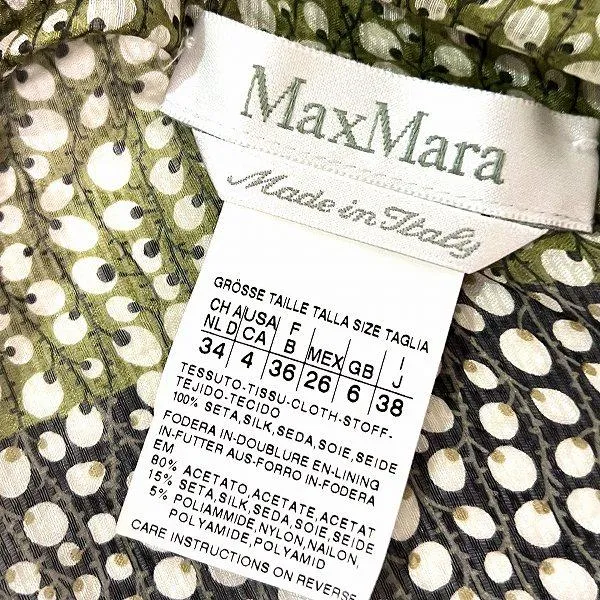 MaxMara
Made in Italy
GRÖSSE TAILLE TALLA SIZE TAGLIA
CH A USA F MEX GB I
NL D CA B J
34 4 36 26 6 38
TESSUTO-TISSU-CLOTH-STOFF-
TEJIDO-TECIDO
100% SETA,SILK,SEDA,SOIE,SEIDE
FODERA IN-DOUBLURE EN-LINING
IN-FUTTER AUS-FORRO IN-FODERA
EM
80% ACETATO,ACETATE,ACETAT
15% SETA,SILK,SEDA,SOIE,SEIDE
5% POLIAMMIDE,NYLON,NAILON,
POLYAMIDE,POLYAMID
CARE INSTRUCTIONS ON REVERSE